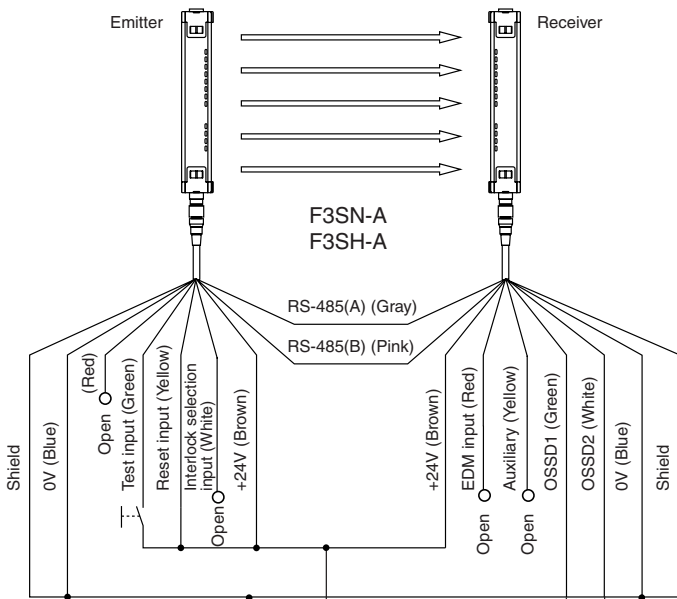 Emitter
Receiver
F3SN-A
F3SH-A
RS-485(A) (Gray)
RS-485(B) (Pink)
Shield
0V (Blue)
(Red)
Open
Test input (Green)
Reset input (Yellow)
Interlock selection
input (White)
Open
+24V (Brown)
+24V (Brown)
EDM input (Red)
Open
Auxiliary (Yellow)
Open
OSSD1 (Green)
OSSD2 (White)
0V (Blue)
Shield